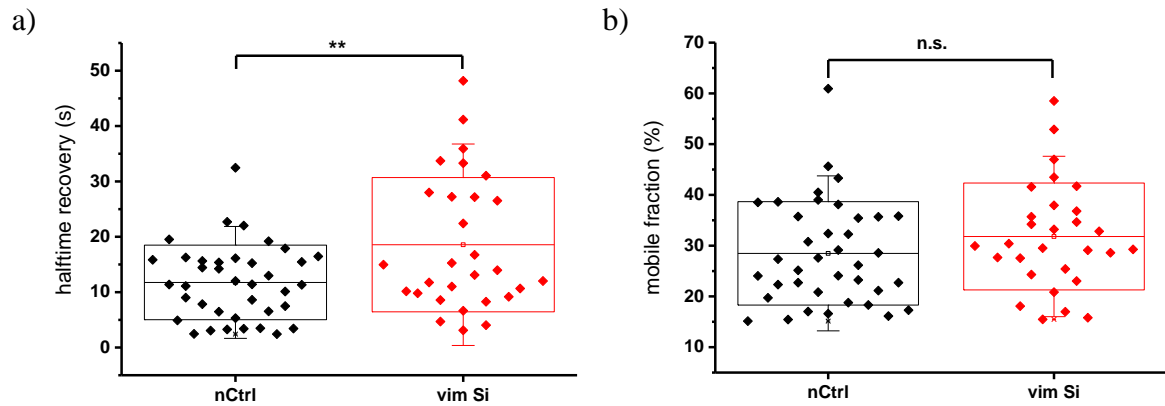 a)
**
halftime recovery (s)
50
40
30
20
10
0
nCtrl
vim Si
b)
n.s.
mobile fraction (%)
70
60
50
40
30
20
10
nCtrl
vim Si